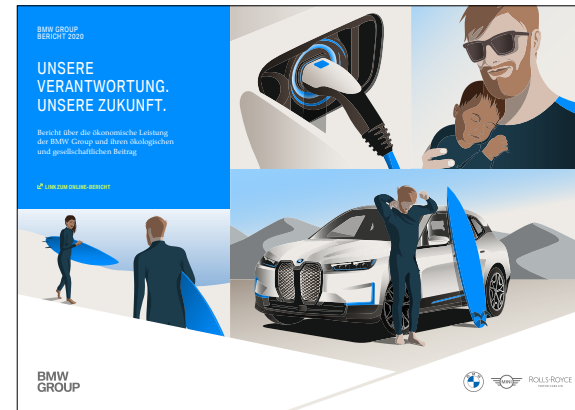 BMW GROUP
BERICHT 2020
UNSERE
VERANTWORTUNG.
UNSERE ZUKUNFT.
Bericht über die ökonomische Leistung
der BMW Group und ihren ökologischen
und gesellschaftlichen Beitrag
LINK ZUM ONLINE-BERICHT
BMW
GROUP
MINI
ROLLS-ROYCE